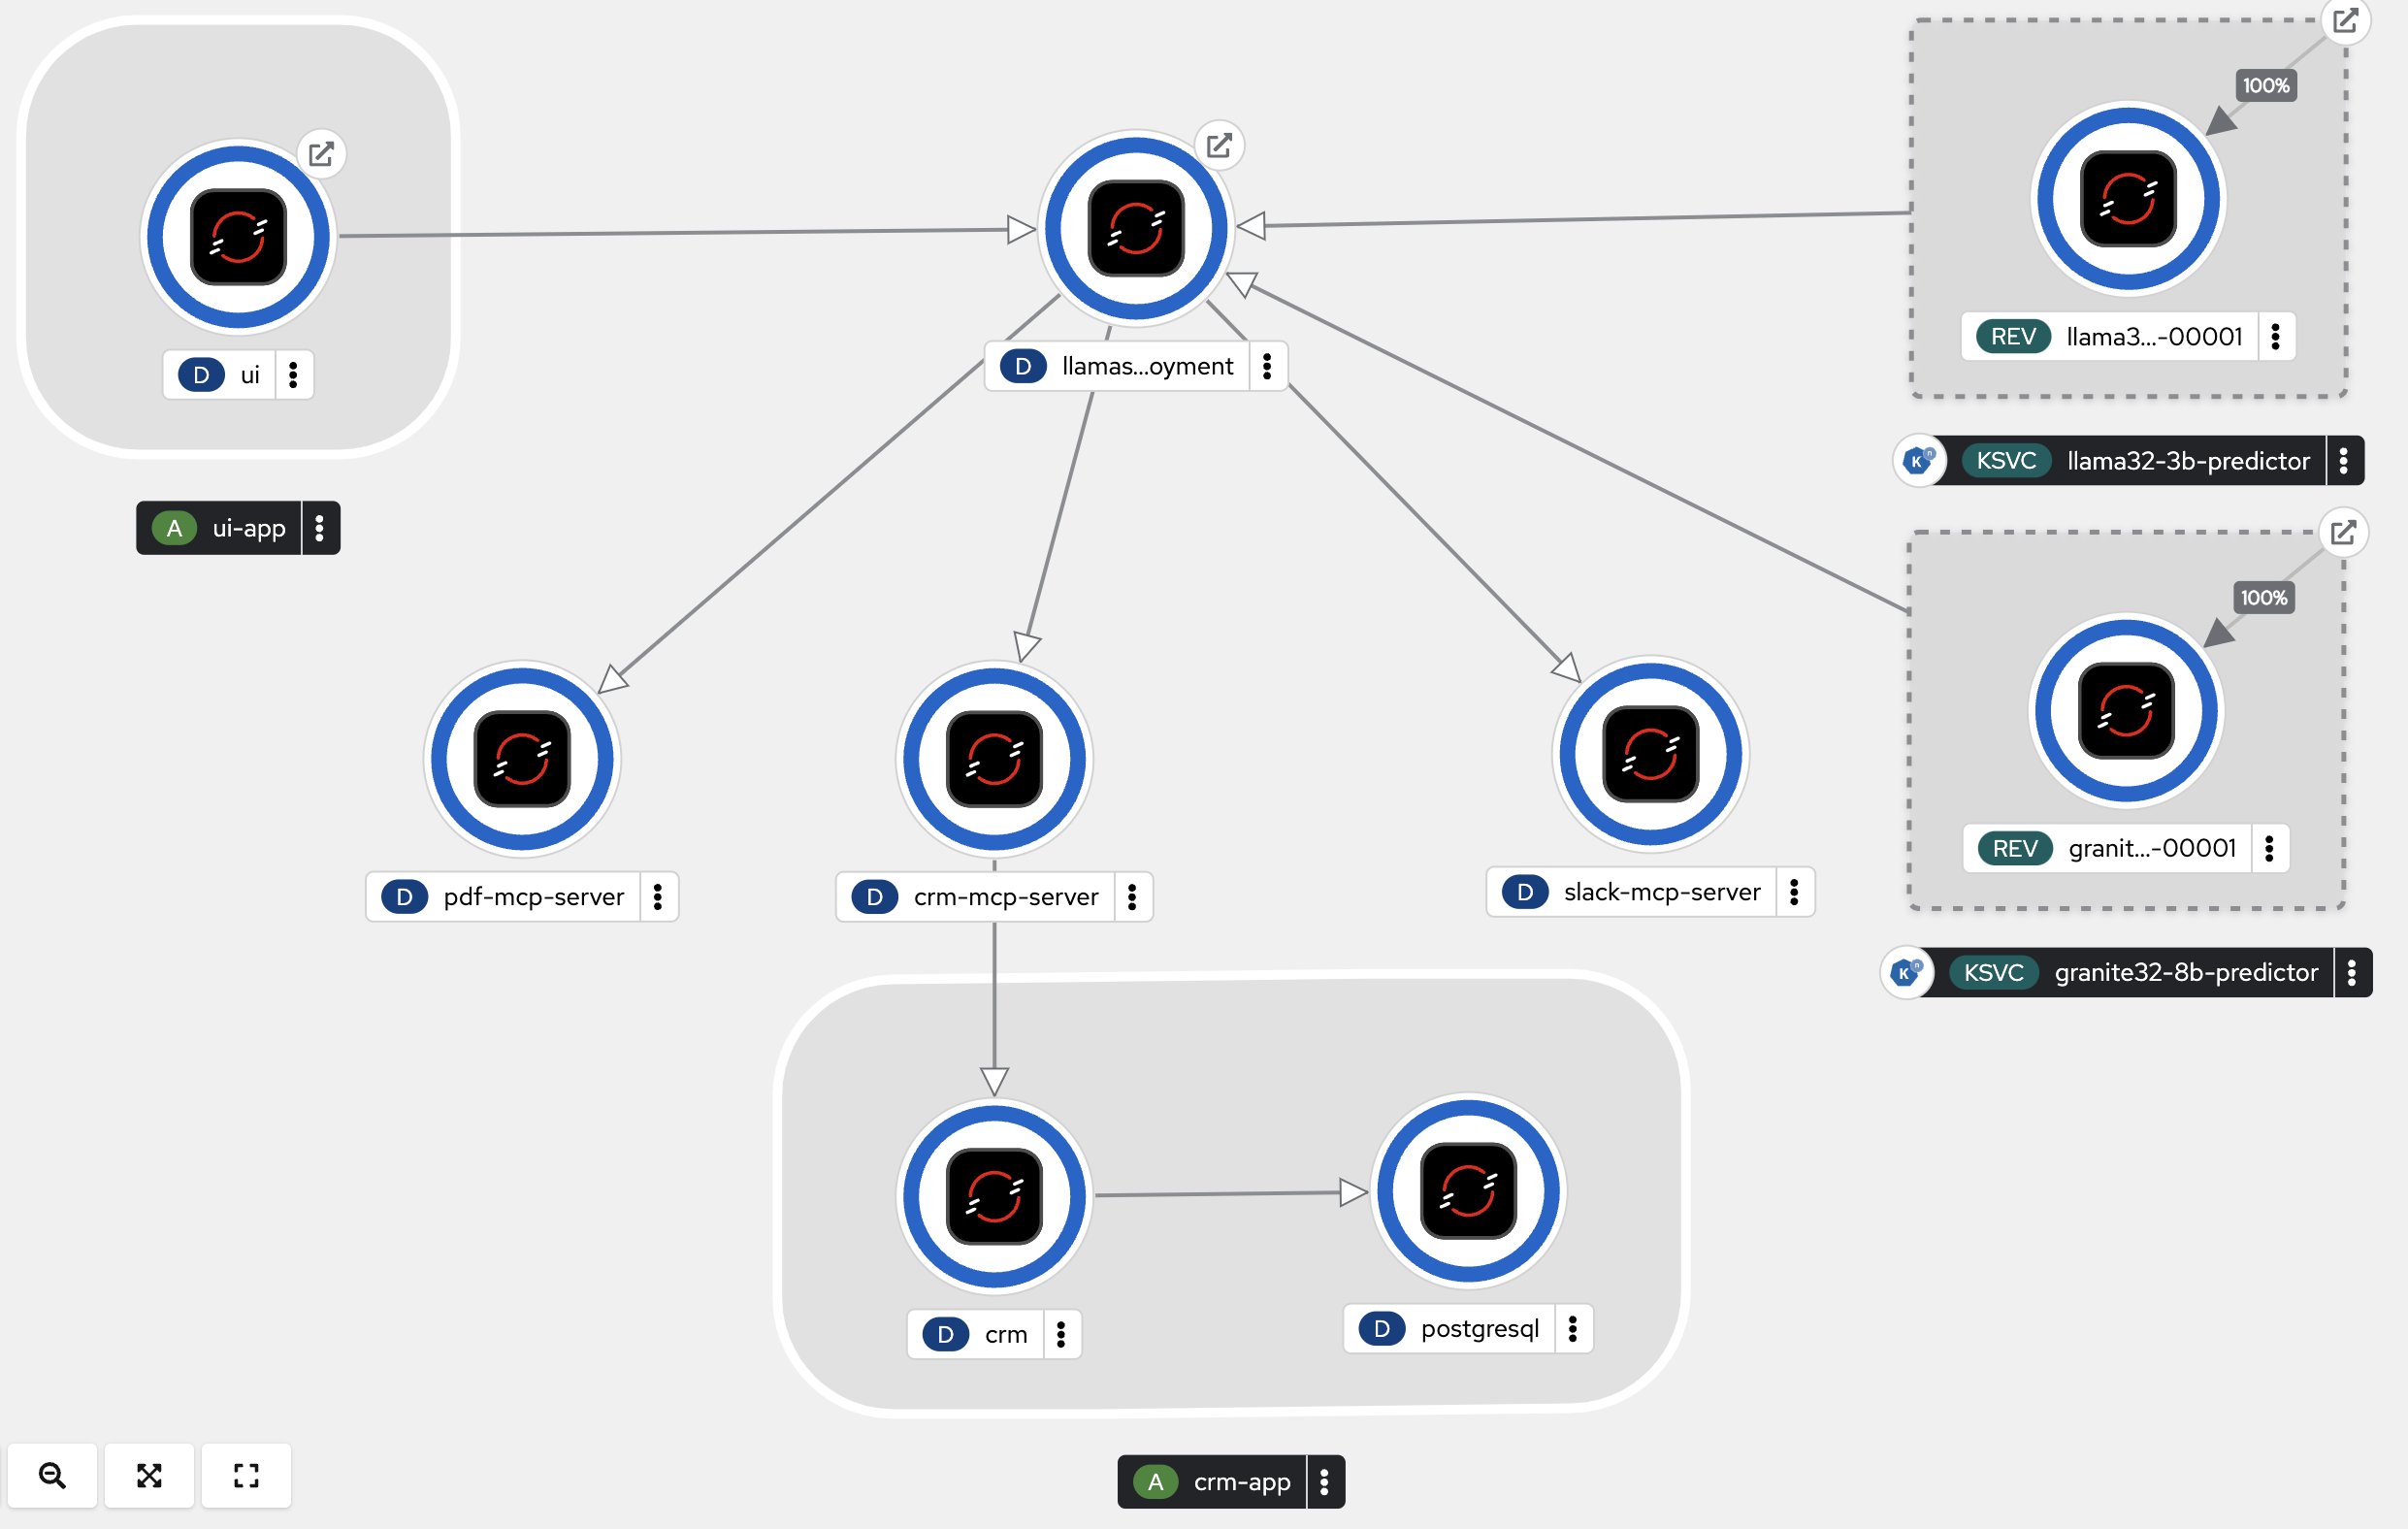 100%
REV llama3...-00001
D ui
D llamas...oyment
KSVC llama32-3b-predictor
A ui-app
100%
REV granit...-00001
D pdf-mcp-server
D crm-mcp-server
D slack-mcp-server
KSVC granite32-8b-predictor
D crm
D postgresql
A crm-app